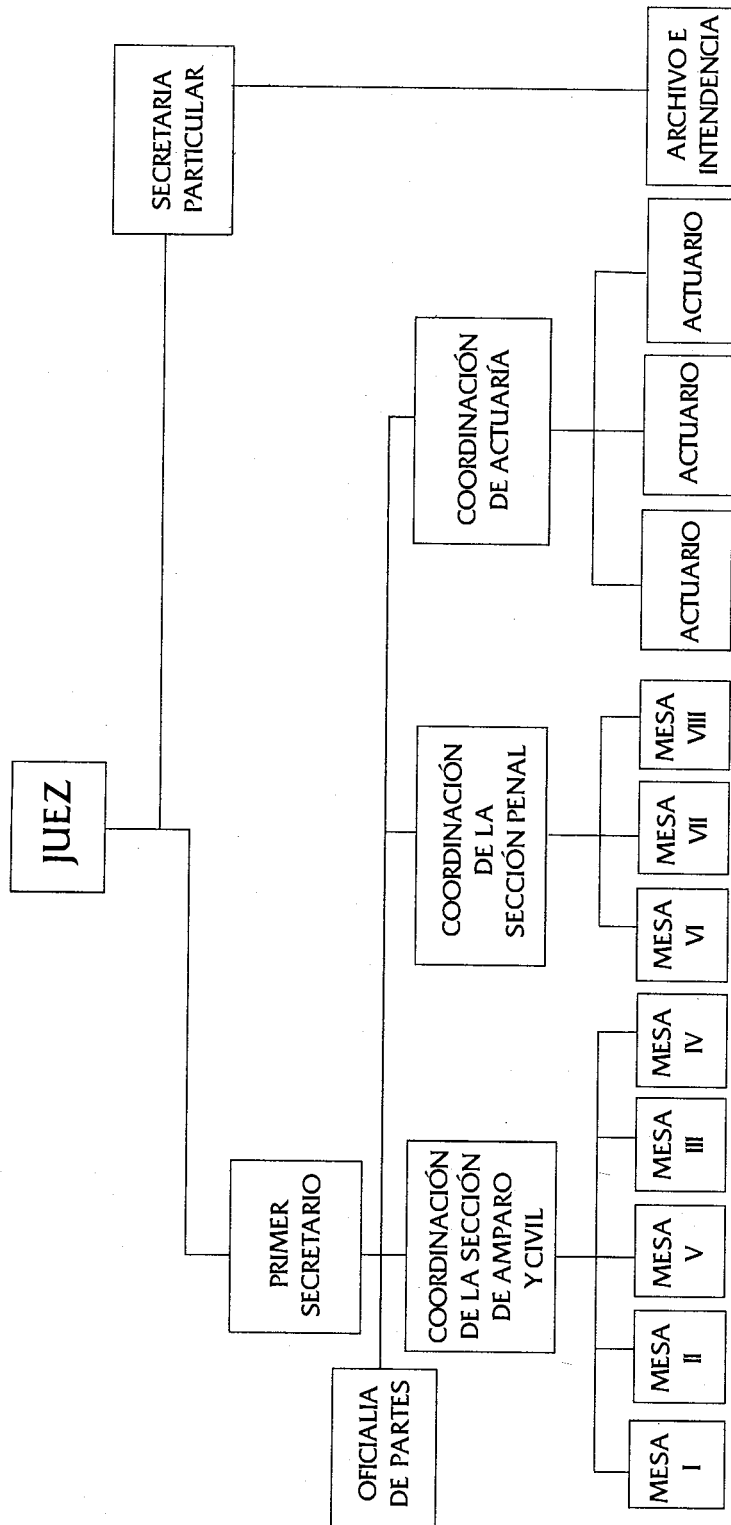 JUEZ
SECRETARIA
PARTICULAR
PRIMER
SECRETARIO
OFICIALIA
DE PARTES
COORDINACIÓN
DE LA SECCIÓN
DE AMPARO
Y CIVIL
COORDINACIÓN
DE LA
SECCIÓN PENAL
COORDINACIÓN
DE ACTUARÍA
MESA
I
MESA
II
MESA
V
MESA
III
MESA
IV
MESA
VI
MESA
VII
MESA
VIII
ACTUARIO
ACTUARIO
ACTUARIO
ARCHIVO E
INTENDENCIA